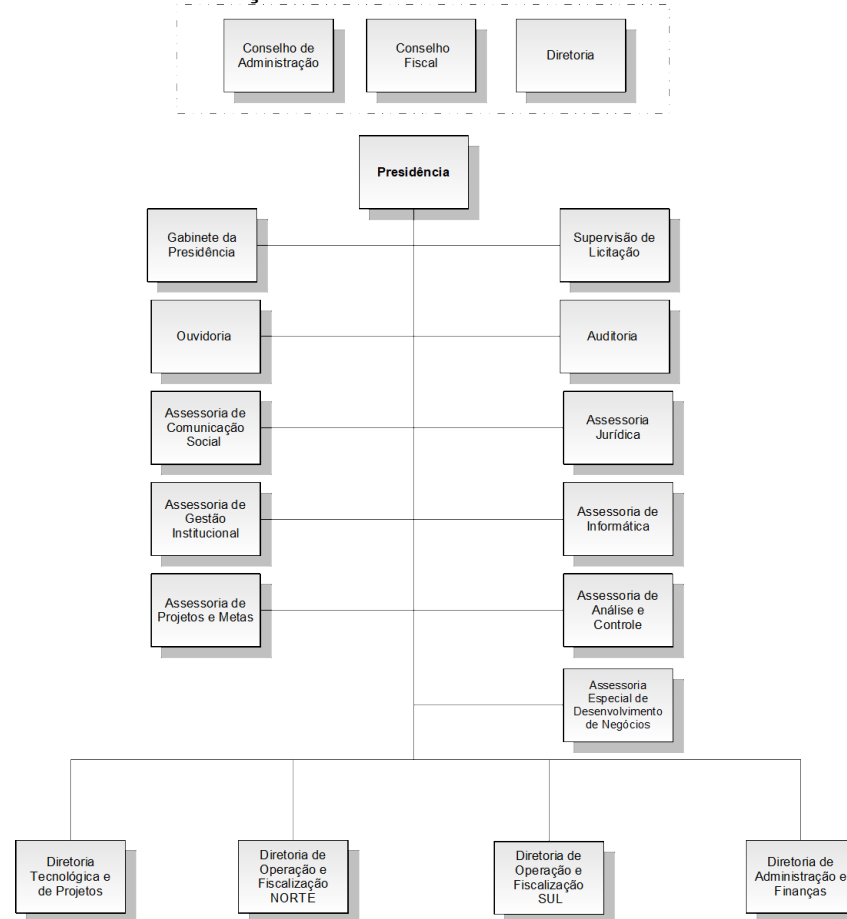 Conselho de
Administração
Conselho
Fiscal
Diretoria
Presidência
Gabinete da
Presidência
Supervisão de
Licitação
Ouvidoria
Auditoria
Assessoria de
Comunicação
Social
Assessoria
Jurídica
Assessoria de
Gestão
Institucional
Assessoria de
Informática
Assessoria de
Projetos e Metas
Assessoria de
Análise e
Controle
Assessoria
Especial de
Desenvolvimento
de Negócios
Diretoria
Tecnológica e
de Projetos
Diretoria de
Operação e
Fiscalização
NORTE
Diretoria de
Operação e
Fiscalização
SUL
Diretoria de
Administração e
Finanças